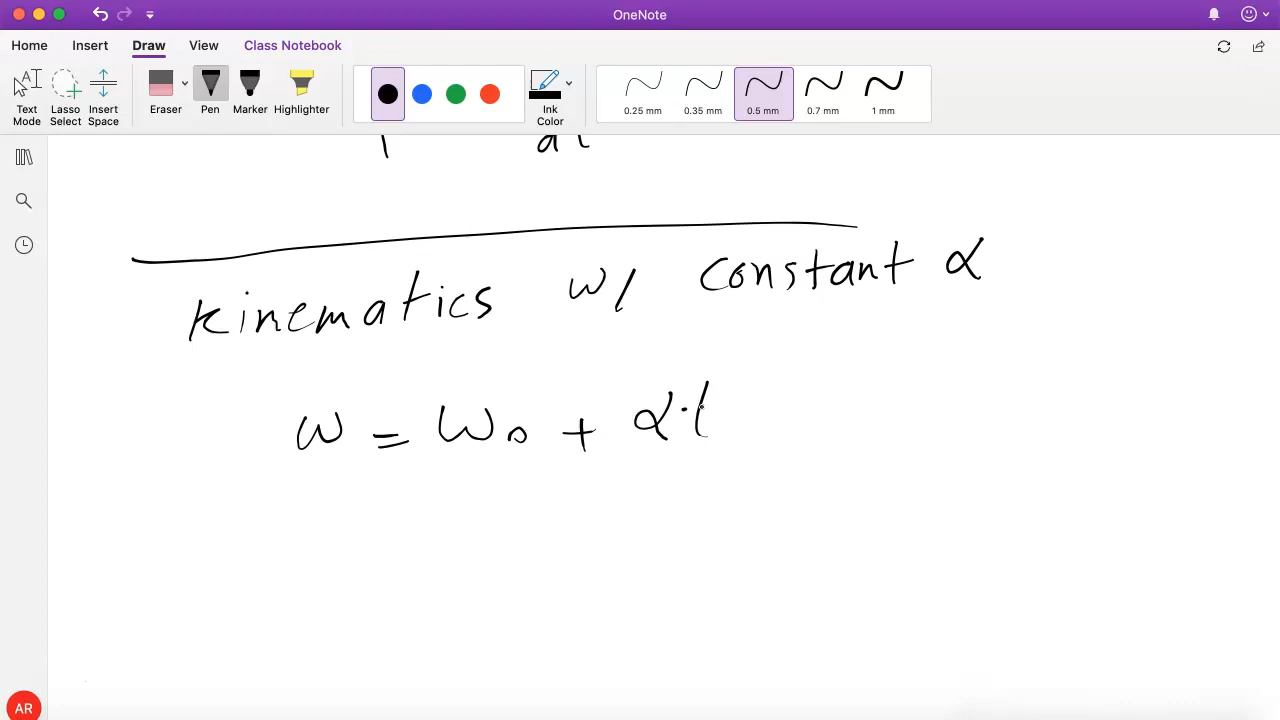 OneNote
Home Insert Draw View Class Notebook
Text Mode Lasso Select Insert Space Eraser Pen Marker Highlighter Ink Color 0.25 mm 0.35 mm 0.5 mm 0.7 mm 1 mm
kinematics w/ constant α
ω = ω₀ + α·t
AR